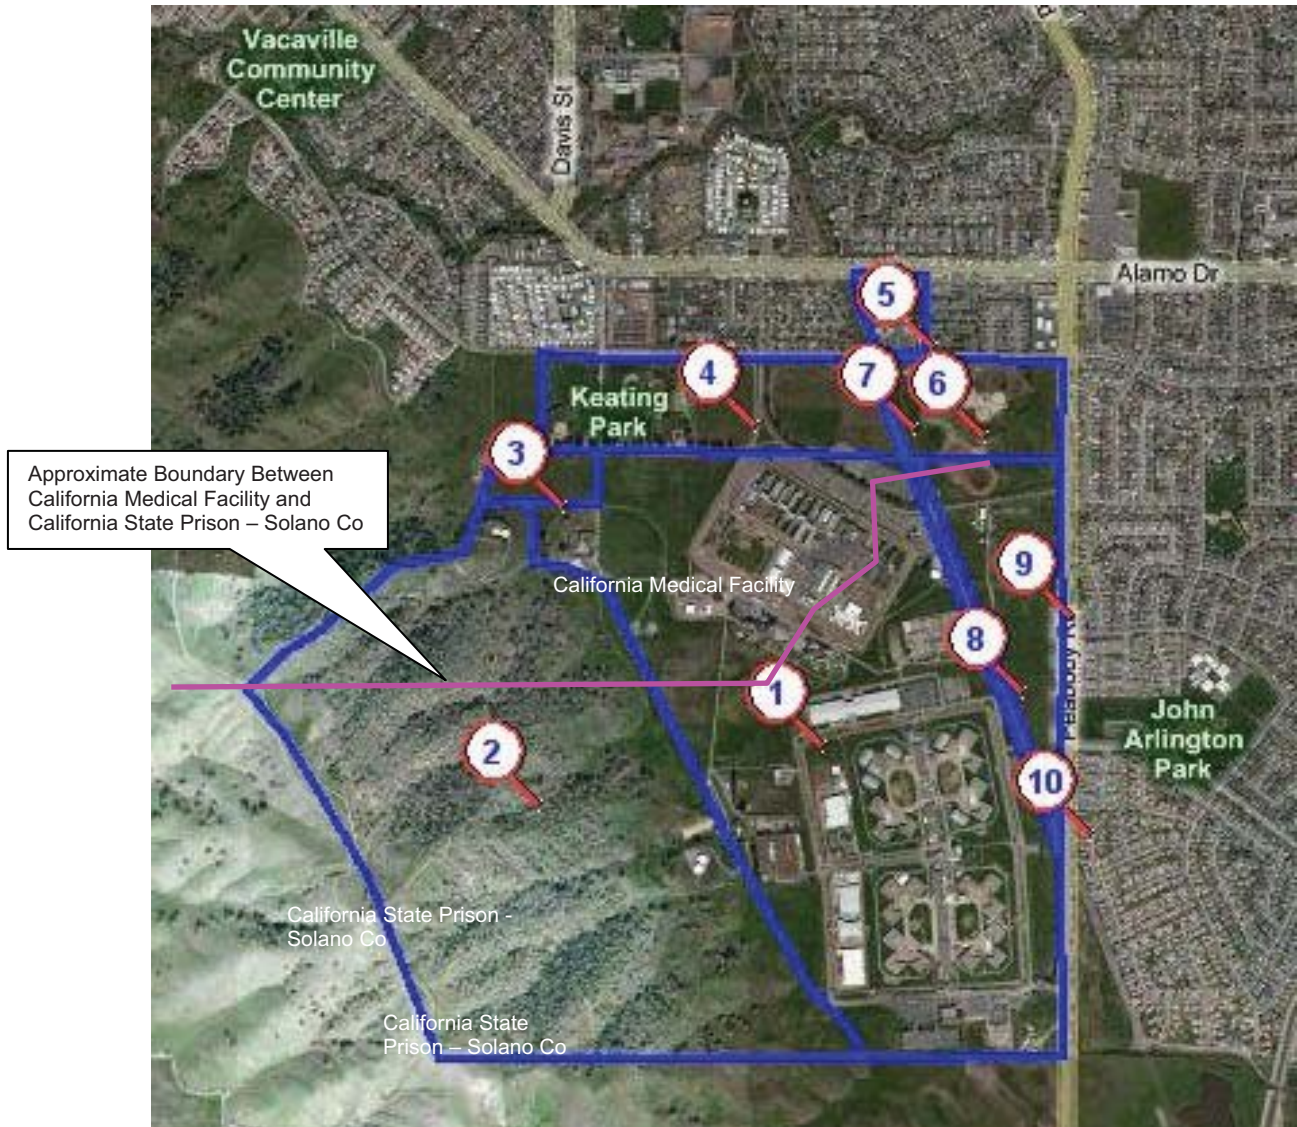 Vacaville
Community
Center
Davis St
Alamo Dr
5
4
7
6
Keating
Park
3
Approximate Boundary Between
California Medical Facility and
California State Prison – Solano Co
California Medical Facility
9
8
Peabody Rd
1
2
John
Arlington
Park
10
California State Prison -
Solano Co
California State
Prison – Solano Co